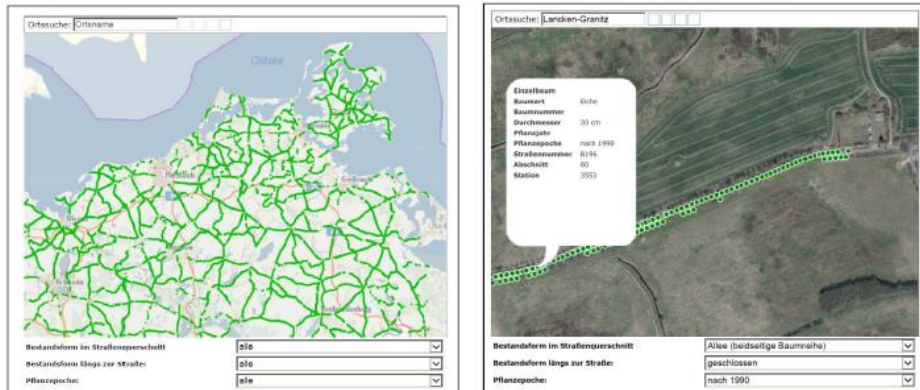 Ortssuche: Ortsname
Ostsee
Rostock
Bestandsform im Straßenquerschnitt alle
Bestandsform längs zur Straße: alle
Pflanzepoche: alle
Ortssuche: Lancken-Granitz
Einzelbaum
Baumart Eiche
Baumnummer
Durchmesser 20 cm
Pflanzjahr
Pflanzepoche nach 1990
Straßennummer B196
Abschnitt 80
Station 3553
Bestandsform im Straßenquerschnitt Allee (beidseitige Baumreihe)
Bestandsform längs zur Straße: geschlossen
Pflanzepoche: nach 1990